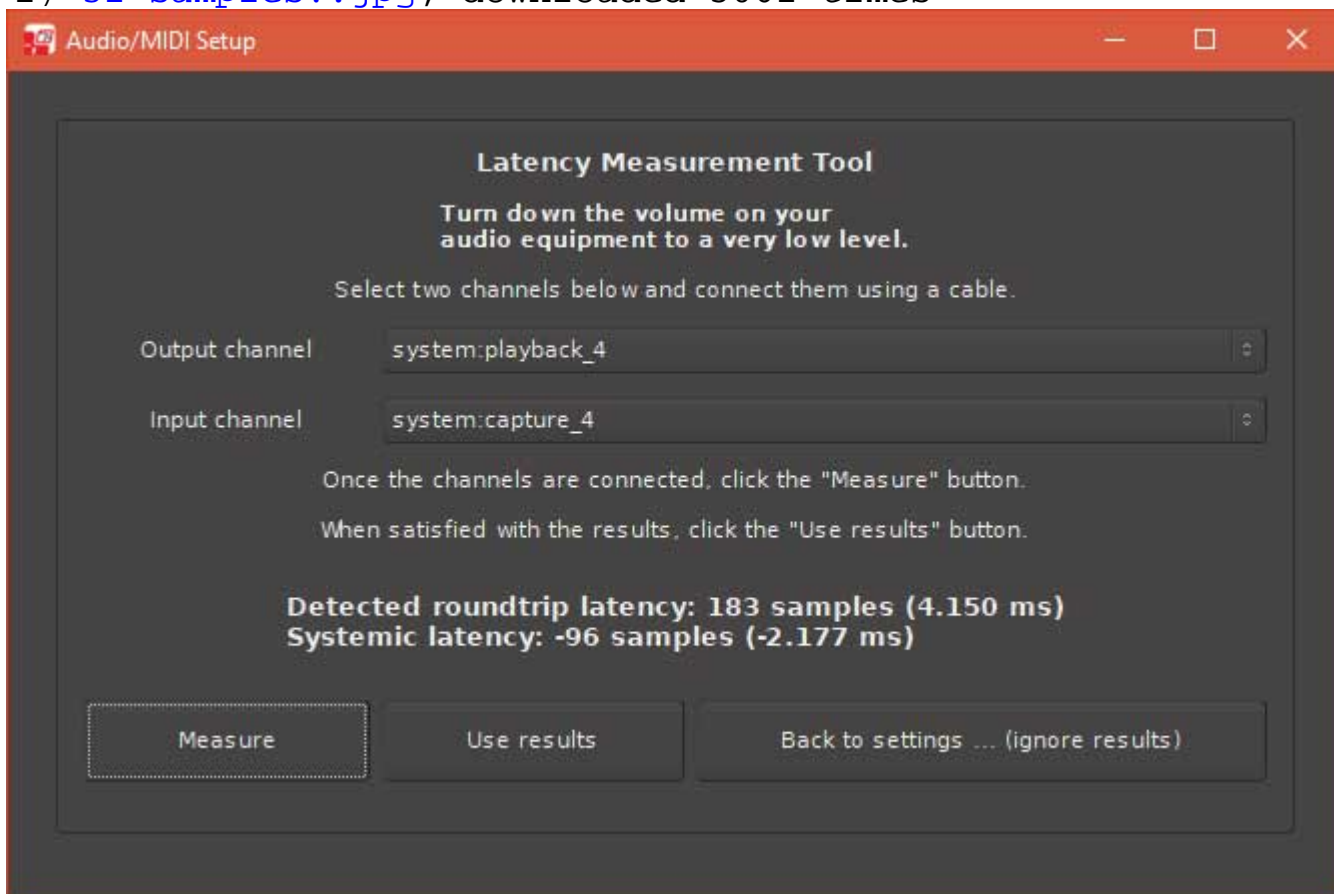 Audio/MIDI Setup
Latency Measurement Tool
Turn down the volume on your
audio equipment to a very low level.
Select two channels below and connect them using a cable.
Output channel system:playback_4
Input channel system:capture_4
Once the channels are connected, click the "Measure" button.
When satisfied with the results, click the "Use results" button.
Detected roundtrip latency: 183 samples (4.150 ms)
Systemic latency: -96 samples (-2.177 ms)
Measure Use results Back to settings ... (ignore results)